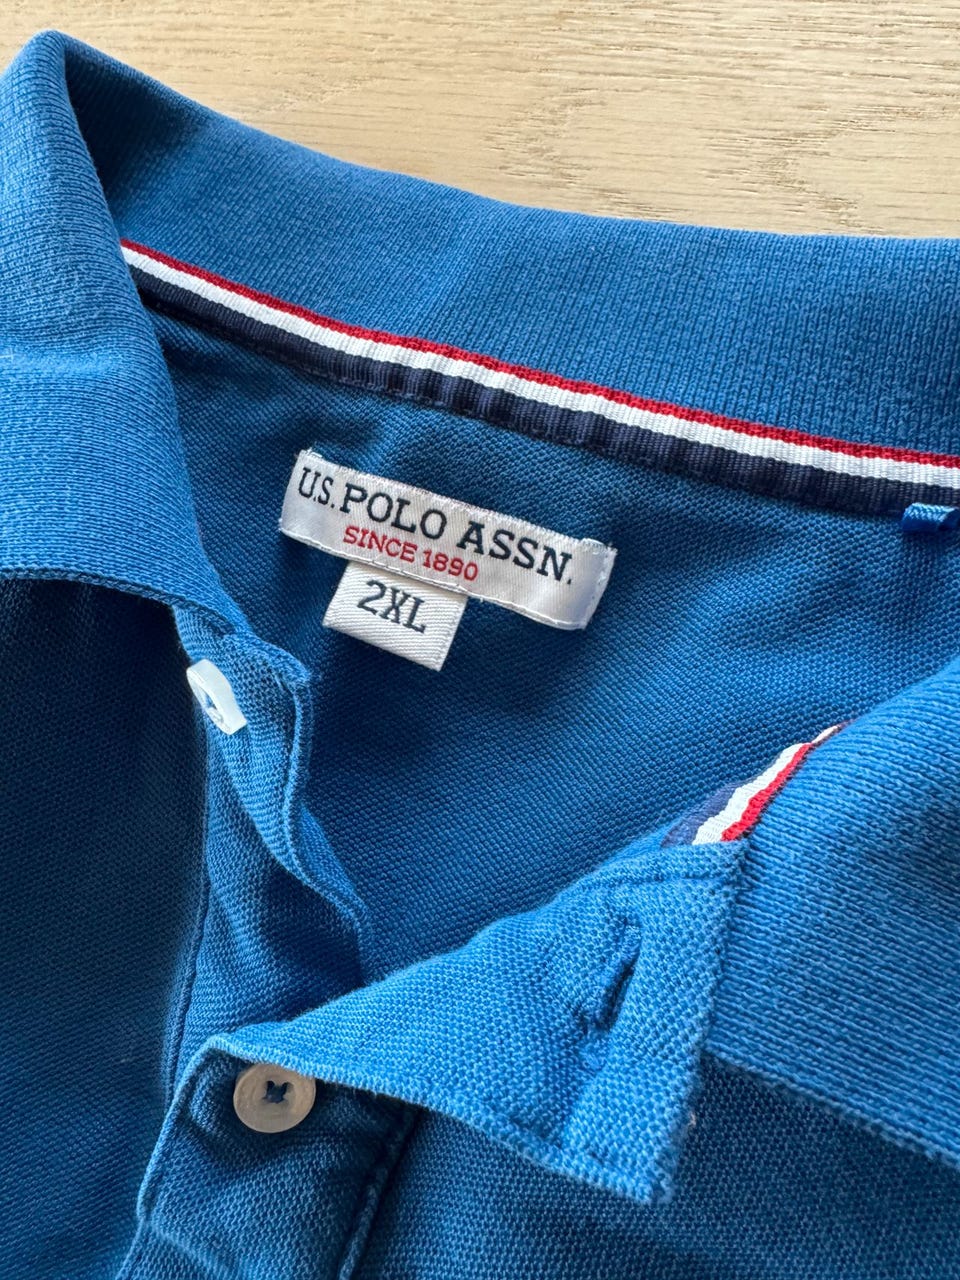 U.S. POLO ASSN.
SINCE 1890
2XL